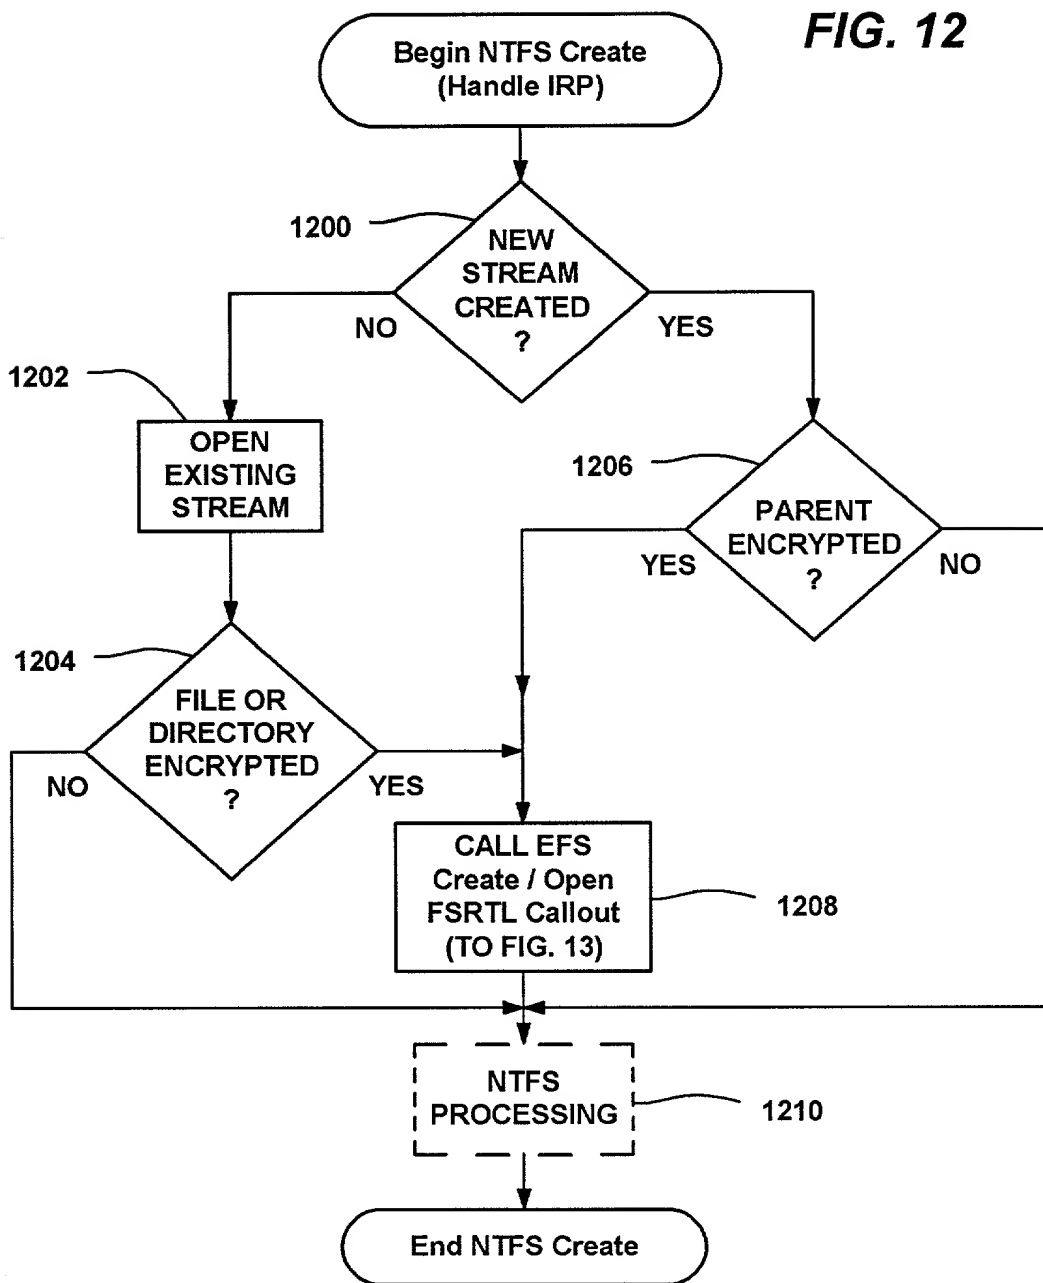 FIG. 12
Begin NTFS Create
(Handle IRP)
1200
NEW
STREAM
CREATED
?
NO
YES
1202
OPEN
EXISTING
STREAM
1206
PARENT
ENCRYPTED
?
YES
NO
1204
FILE OR
DIRECTORY
ENCRYPTED
?
NO
YES
CALL EFS
Create / Open
FSRTL Callout
(TO FIG. 13)
1208
NTFS
PROCESSING
1210
End NTFS Create